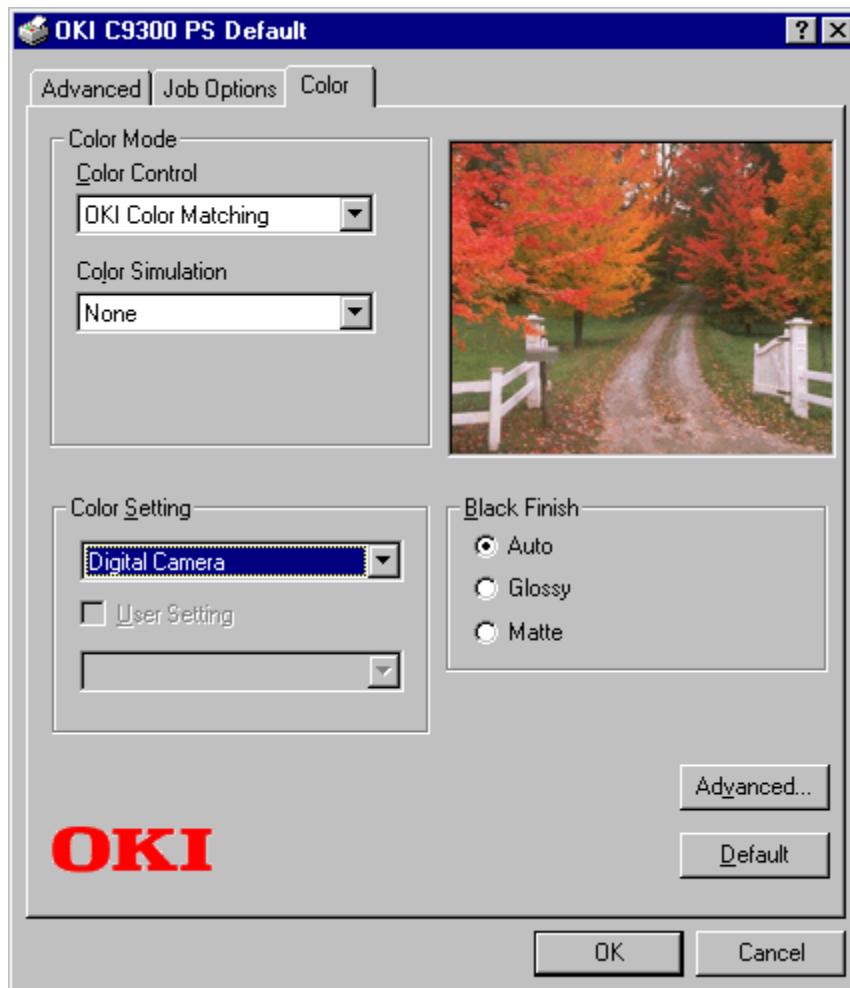 OKI C9300 PS Default
Advanced Job Options Color
Color Mode
Color Control
OKI Color Matching
Color Simulation
None
Color Setting
Digital Camera
User Setting
Black Finish
Auto
Glossy
Matte
Advanced...
OKI
Default
OK Cancel